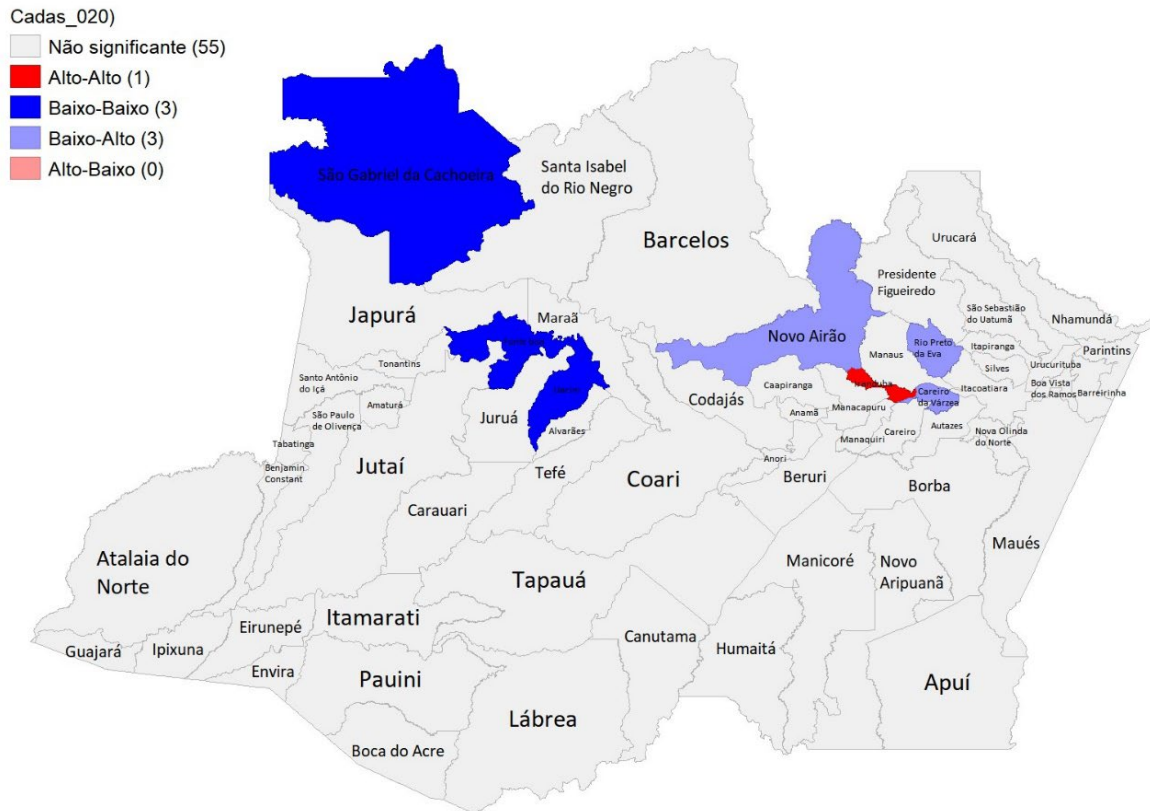 Cadas_020)
Não significante (55)
Alto-Alto (1)
Baixo-Baixo (3)
Baixo-Alto (3)
Alto-Baixo (0)
São Gabriel da Cachoeira
Santa Isabel
do Rio Negro
Barcelos
Urucará
Presidente
Figueiredo
São Sebastião
do Uatumã
Nhamundá
Japurá
Maraã
Novo Airão
Rio Preto
da Eva
Itapiranga
Manaus
Silves
Urucurituba
Parintins
Tonantins
Santo Antônio
do Içá
Amaturá
Caapiranga
Iranduba
Careiro
da Várzea
Itacoatiara
Boa Vista
dos Ramos
Barreirinha
Codajás
Anamã
Manacapuru
São Paulo
de Olivença
Juruá
Alvarães
Autazes
Nova Olinda
do Norte
Manaquiri
Careiro
Tabatinga
Benjamin
Constant
Jutaí
Tefé
Coari
Anori
Beruri
Borba
Carauari
Maués
Atalaia do
Norte
Manicoré
Novo
Aripuanã
Tapauá
Itamarati
Eirunepé
Guajará
Ipixuna
Envira
Canutama
Humaitá
Pauini
Apuí
Lábrea
Boca do Acre